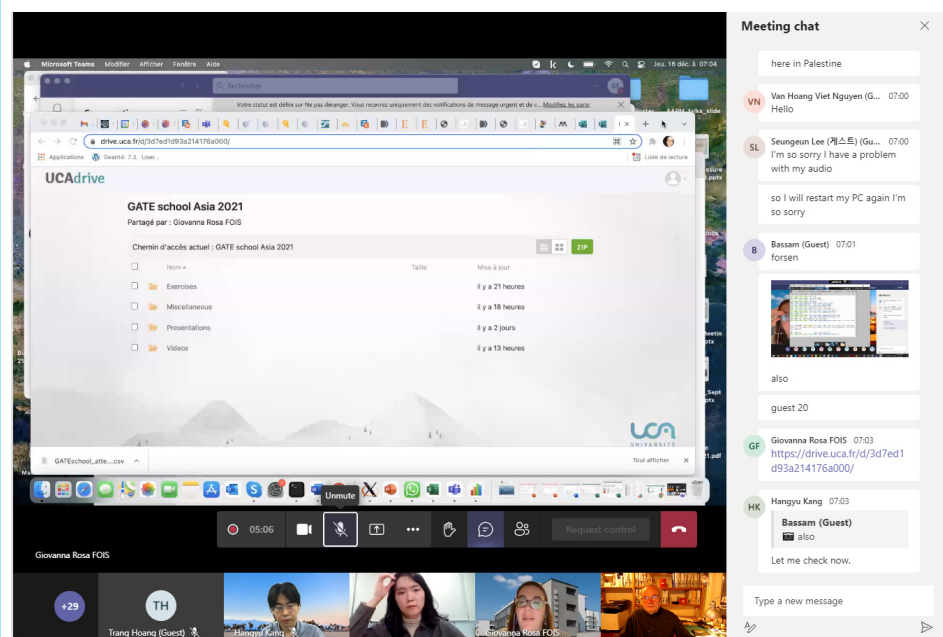 Microsoft Teams Modifier Afficher Fenêtre Aide
Jeu. 16 déc. à 07:04
Rechercher
Votre statut est défini sur Ne pas déranger. Vous recevrez uniquement des notifications de message urgent et de v... Modifiez les parar
drive.uca.fr/d/3d7ed1d93a214176a000/
Applications Geant4: 7.2. User... Liste de lecture
UCAdrive
GATE school Asia 2021
Partagé par : Giovanna Rosa FOIS
Chemin d'accès actuel : GATE school Asia 2021
ZIP
Nom Taille Mise à jour
Exercises il y a 21 heures
Miscellaneous il y a 18 heures
Presentations il y a 2 jours
Videos il y a 13 heures
UCA
UNIVERSITÉ
GATEschool_atte....csv Tout afficher
Unmute
05:06 Request control
Giovanna Rosa FOIS
+29
TH
Trang Hoang (Guest) Hangyu Kang Giovanna Rosa FOIS
Meeting chat
here in Palestine
VN Van Hoang Viet Nguyen (G... 07:00
Hello
SL Seungeun Lee (게스트) (Gu... 07:00
I'm so sorry I have a problem
with my audio
so I will restart my PC again I'm
so sorry
B Bassam (Guest) 07:01
forsen
also
guest 20
GF Giovanna Rosa FOIS 07:03
https://drive.uca.fr/d/3d7ed1
d93a214176a000/
HK Hangyu Kang 07:03
Bassam (Guest)
also
Let me check now.
Type a new message